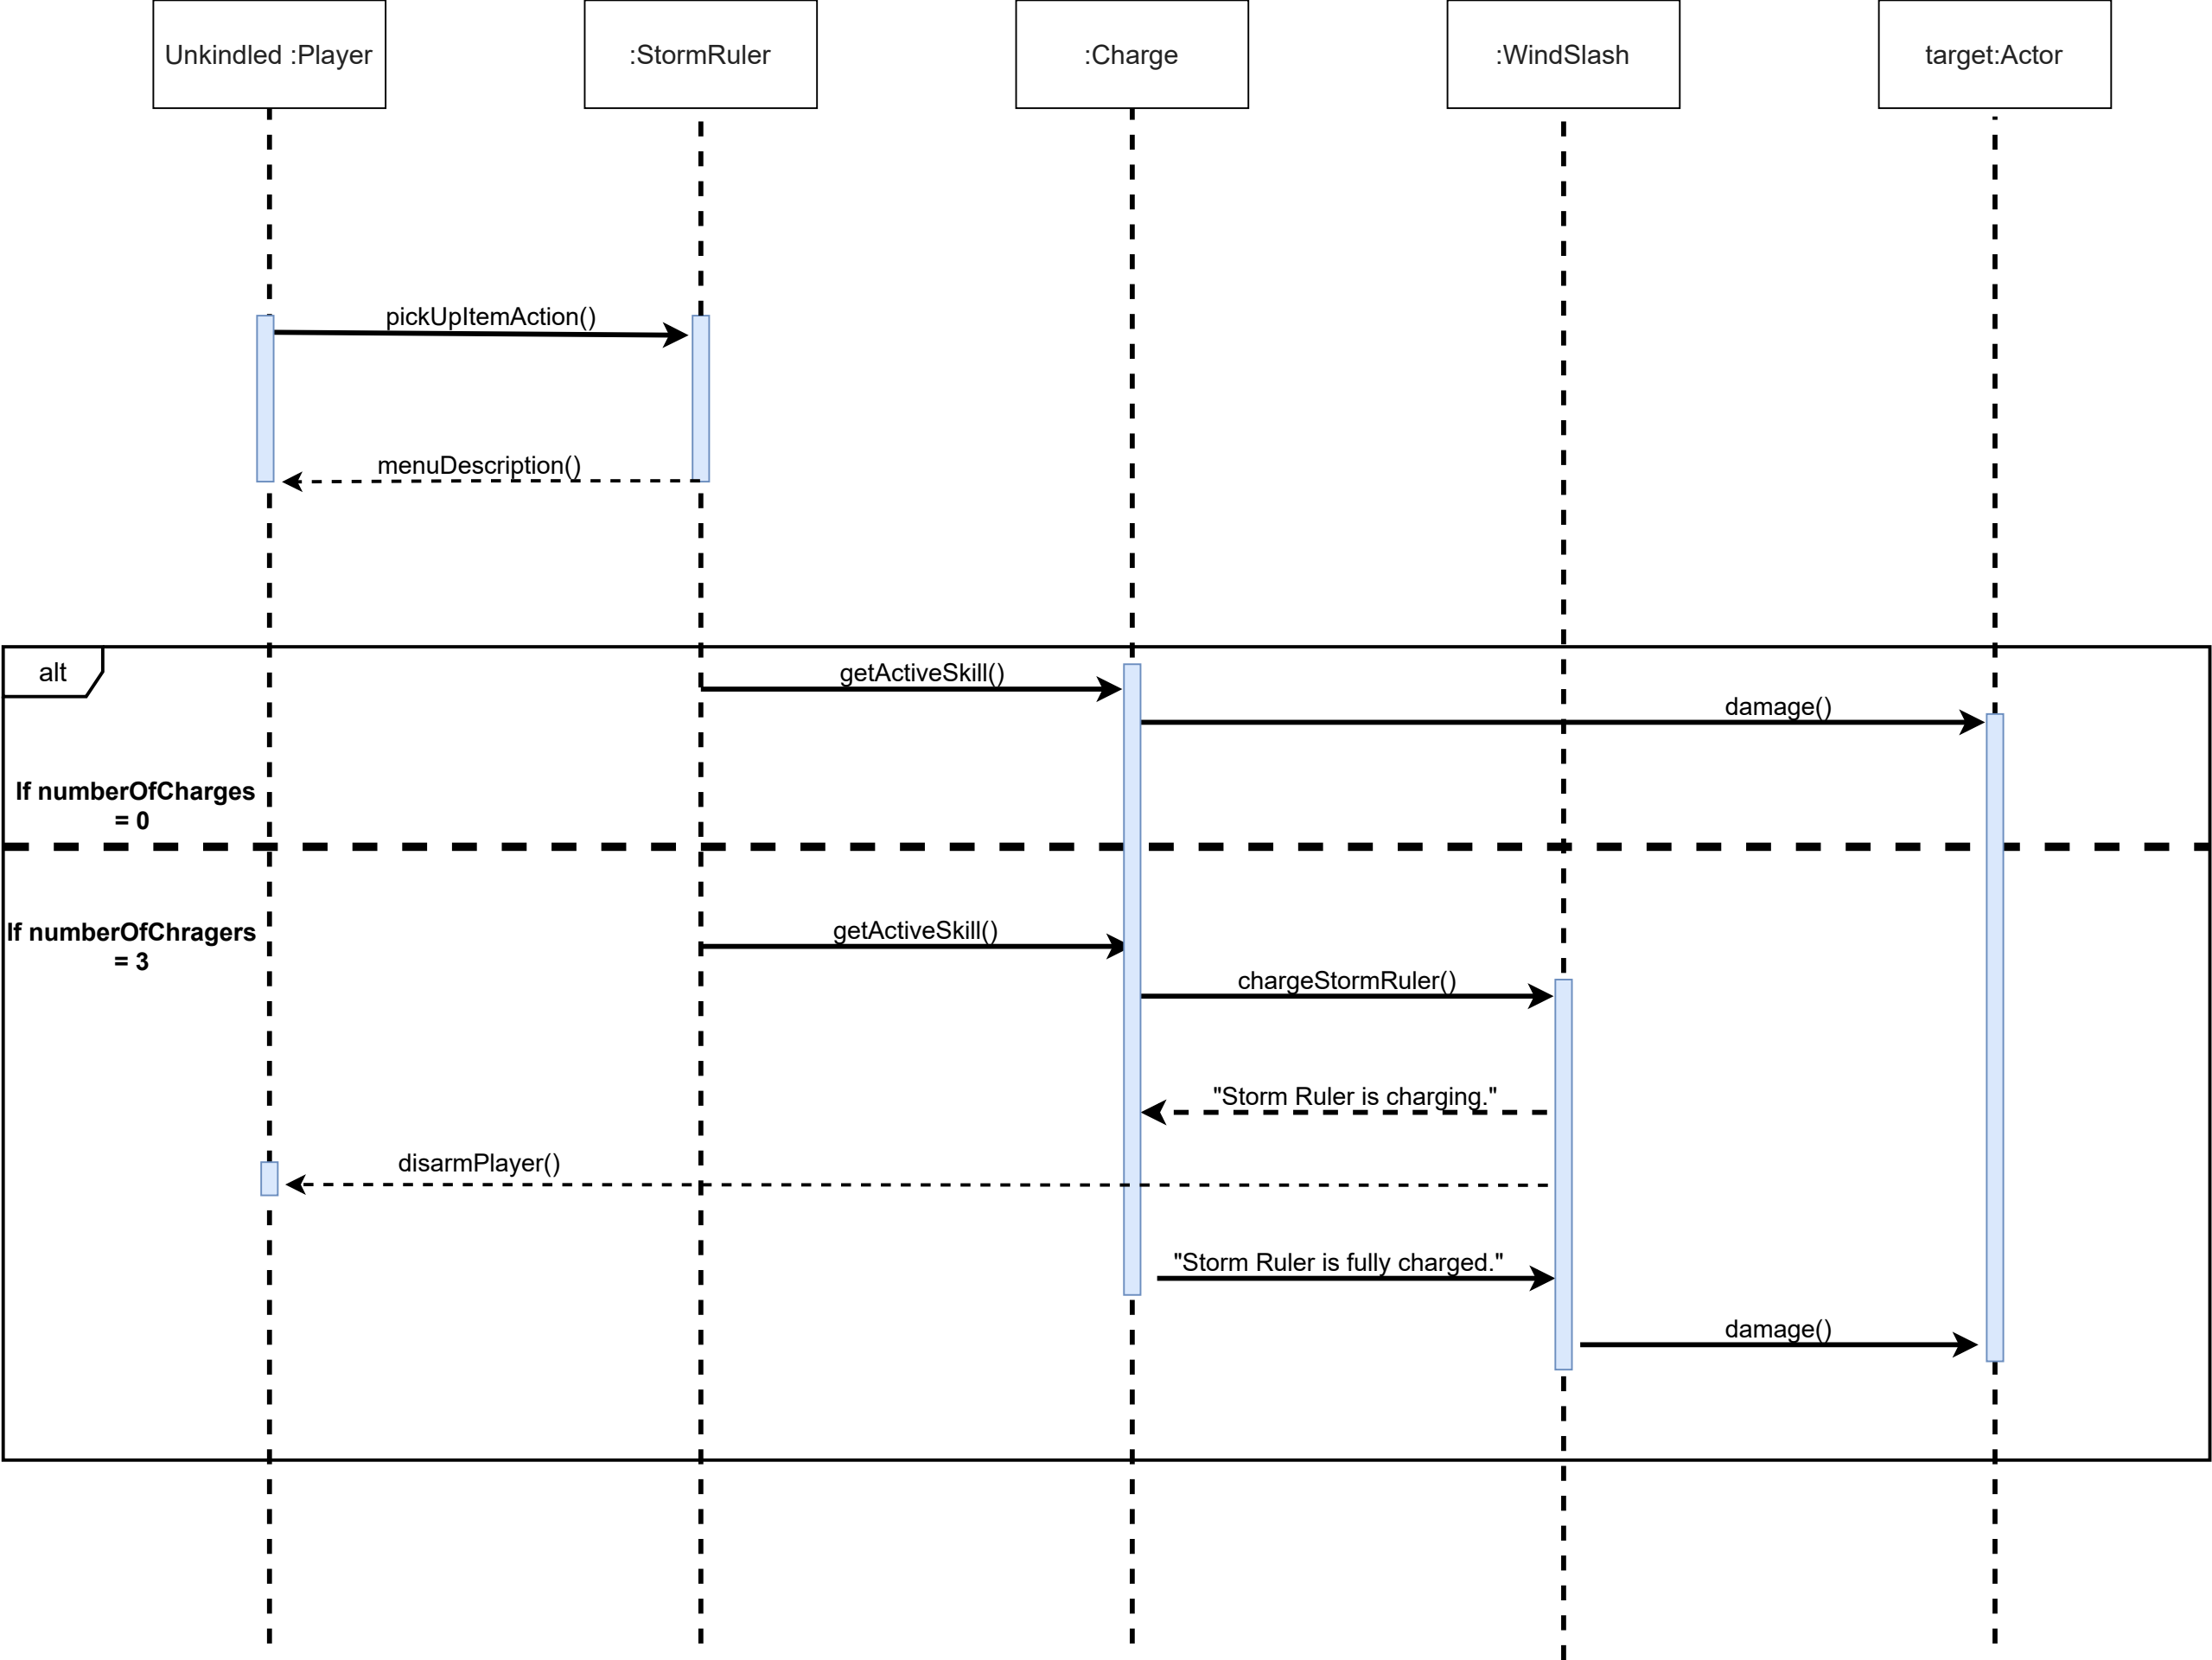 Unkindled :Player
:StormRuler
:Charge
:WindSlash
target:Actor
pickUpItemAction()
menuDescription()
alt
getActiveSkill()
damage()
If numberOfCharges
= 0
If numberOfChragers
= 3
getActiveSkill()
chargeStormRuler()
"Storm Ruler is charging."
disarmPlayer()
"Storm Ruler is fully charged."
damage()